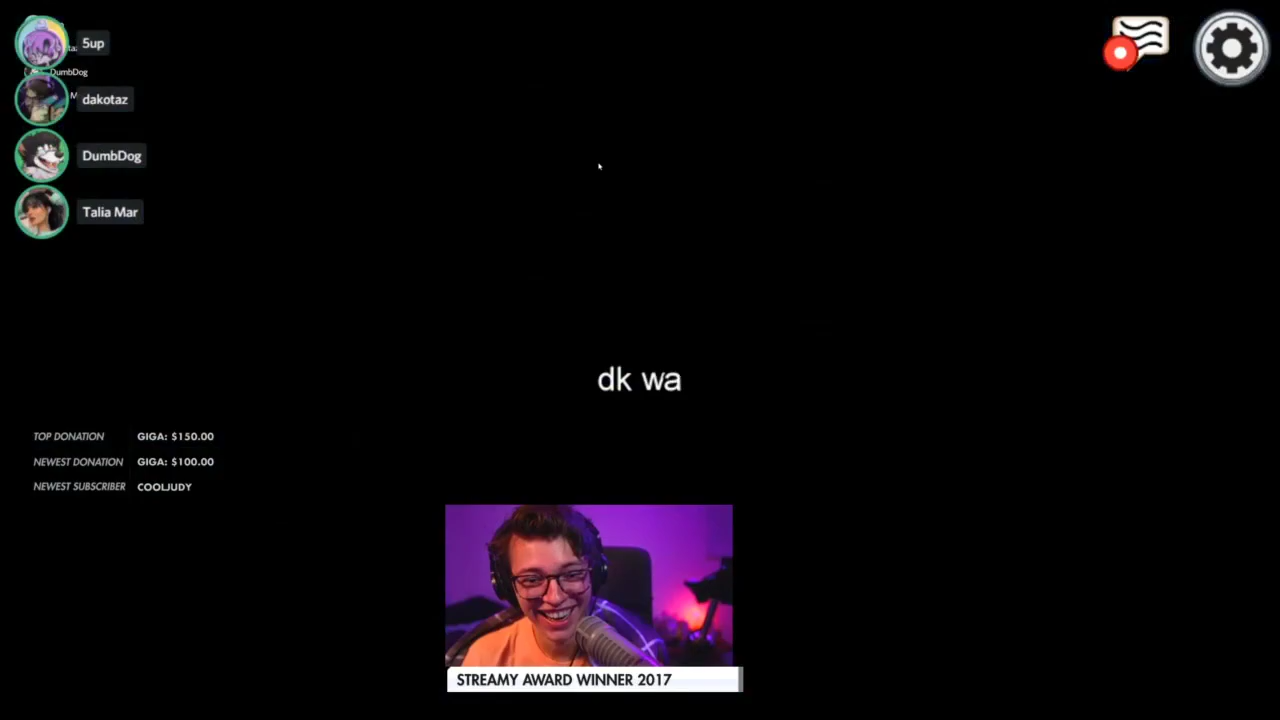 5up
DumbDog
dakotaz
DumbDog
Talia Mar
dk wa
TOP DONATION GIGA: $150.00
NEWEST DONATION GIGA: $100.00
NEWEST SUBSCRIBER COOLJUDY
STREAMY AWARD WINNER 2017